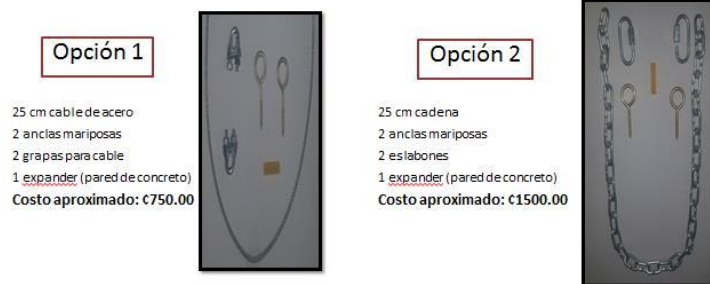 Opción 1
25 cm cable de acero
2 anclas mariposas
2 grapas para cable
1 expander (pared de concreto)
Costo aproximado: ¢750.00
Opción 2
25 cm cadena
2 anclas mariposas
2 eslabones
1 expander (pared de concreto)
Costo aproximado: ¢1500.00